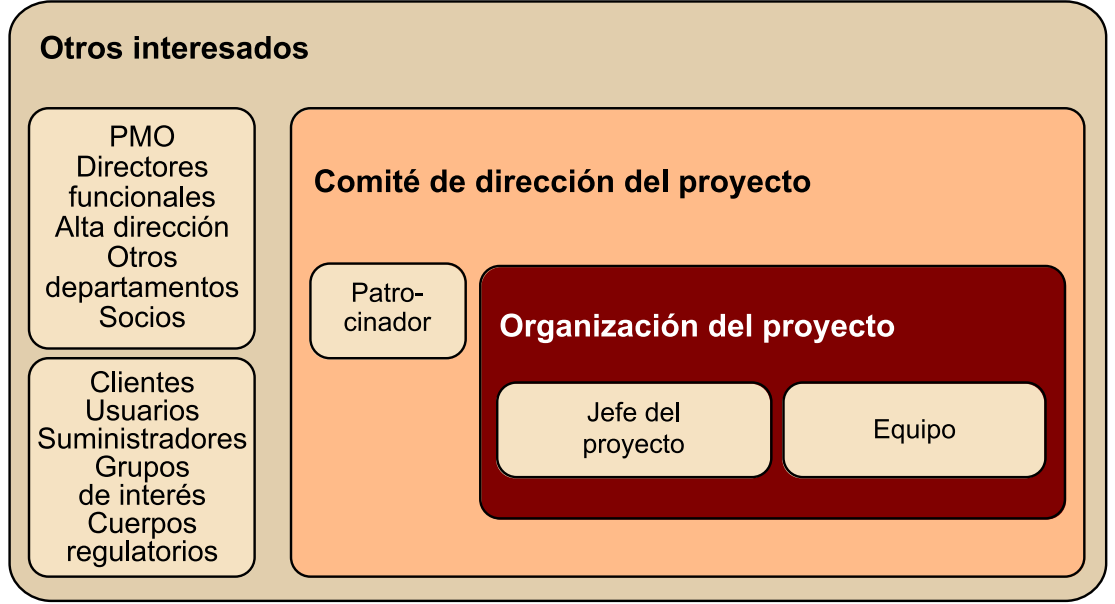 Otros interesados
PMO
Directores
funcionales
Alta dirección
Otros
departamentos
Socios
Clientes
Usuarios
Suministradores
Grupos
de interés
Cuerpos
regulatorios
Comité de dirección del proyecto
Patro-
cinador
Organización del proyecto
Jefe del
proyecto
Equipo